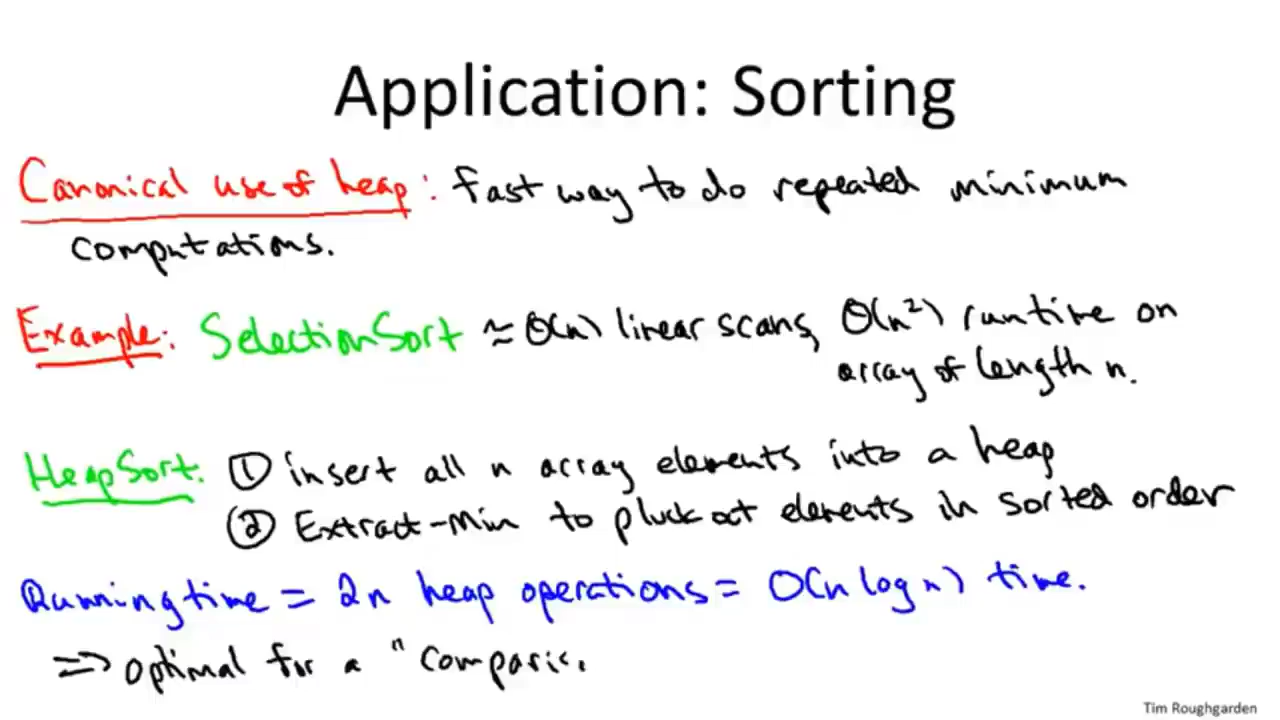 Application: Sorting
Canonical use of heap: fast way to do repeated minimum
computations.
Example: SelectionSort ≈ Θ(n) linear scans, Θ(n²) runtime on
array of length n.
HeapSort: ① insert all n array elements into a heap
② Extract-Min to pluck out elements in sorted order
Running time = 2n heap operations = O(n log n) time.
=> optimal for a "
Tim Roughgarden